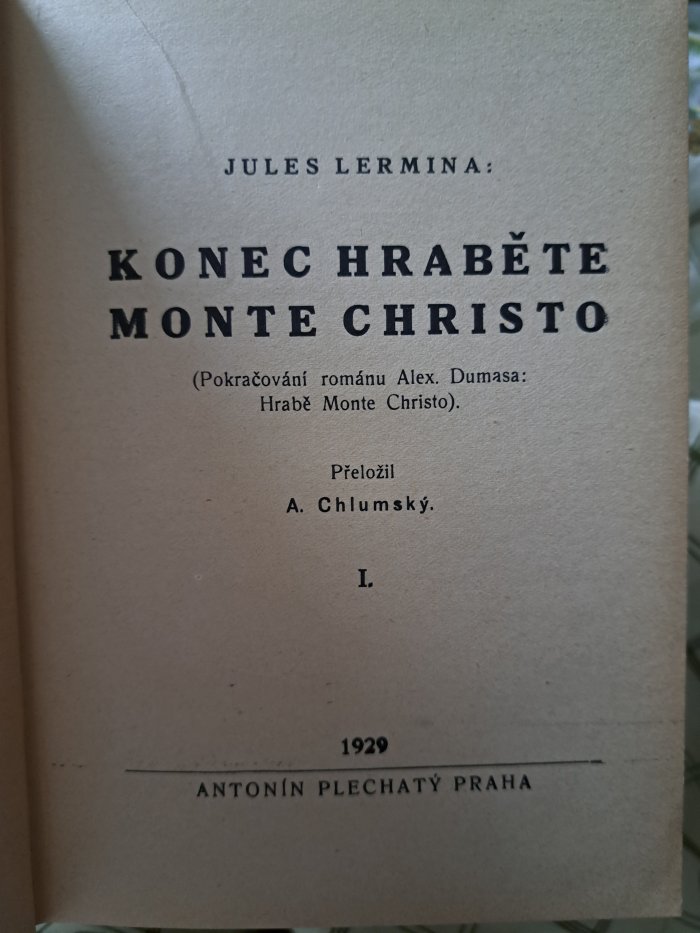 JULES LERMINA:
KONEC HRABĚTE
MONTE CHRISTO
(Pokračování románu Alex. Dumasa:
Hrabě Monte Christo).
Přeložil
A. Chlumský.
I.
1929
ANTONÍN PLECHATÝ PRAHA